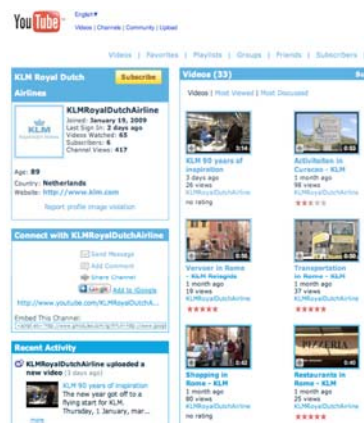 YouTube
English
Videos | Channels | Community | Upload
Videos | Favorites | Playlists | Groups | Friends | Subscribers
KLM Royal Dutch
Airlines
Subscribe
KLM
KLMRoyalDutchAirline
Joined: January 19, 2009
Last Sign In: 2 days ago
Videos Watched: 65
Subscribers: 6
Channel Views: 417
Age: 89
Country: Netherlands
Website: http://www.klm.com
Report profile image violation
Connect with KLMRoyalDutchAirline
Send Message
Add Comment
Share Channel
Google Add to iGoogle
http://www.youtube.com/KLMRoyalDutchA...
Embed This Channel:
Recent Activity
KLMRoyalDutchAirline uploaded a
new video (3 days ago)
KLM 90 years of inspiration
The new year got off to a
flying start for KLM.
Thursday, 1 January, mar...
more
Videos (33)
Videos | Most Viewed | Most Discussed
KLM 90 years of
inspiration
3 days ago
26 views
KLMRoyalDutchAirline
no rating
Activiteiten in
Curacao - KLM
1 month ago
98 views
KLMRoyalDutchAirline
Vervoer in Rome
- KLM Reisgids
1 month ago
19 views
KLMRoyalDutchAirline
Transportation
in Rome - KLM
1 month ago
37 views
KLMRoyalDutchAirline
PIZZERIA
Shopping in
Rome - KLM
1 month ago
80 views
KLMRoyalDutchAirline
no rating
Restaurants in
Rome - KLM
1 month ago
25 views
KLMRoyalDutchAirline